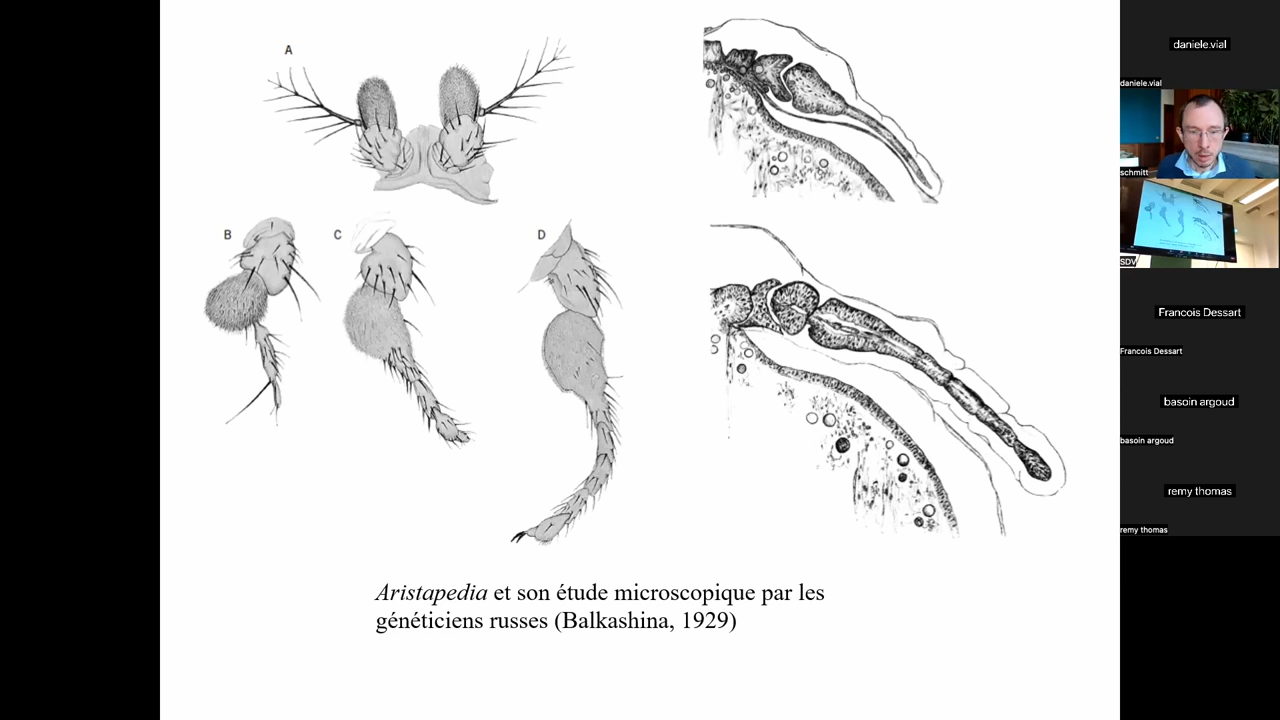 A
B
C
D
Aristapedia et son étude microscopique par les
généticiens russes (Balkashina, 1929)
daniele.vial
daniele.vial
schmitt
SDV
Francois Dessart
Francois Dessart
basoin argoud
basoin argoud
remy thomas
remy thomas